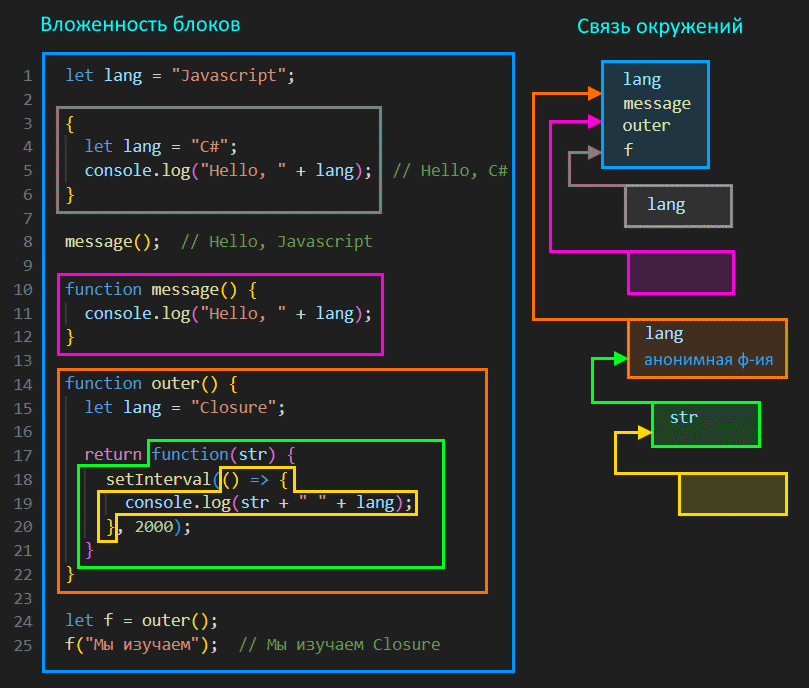 Вложенность блоков
1 let lang = "Javascript";
2
3 {
4 let lang = "C#";
5 console.log("Hello, " + lang); // Hello, C#
6 }
7
8 message(); // Hello, Javascript
9
10 function message() {
11 console.log("Hello, " + lang);
12 }
13
14 function outer() {
15 let lang = "Closure";
16
17 return function(str) {
18 setInterval(() => {
19 console.log(str + " " + lang);
20 }, 2000);
21 }
22 }
23
24 let f = outer();
25 f("Мы изучаем"); // Мы изучаем Closure
Связь окружений
lang
message
outer
f
lang
lang
анонимная ф-ия
str